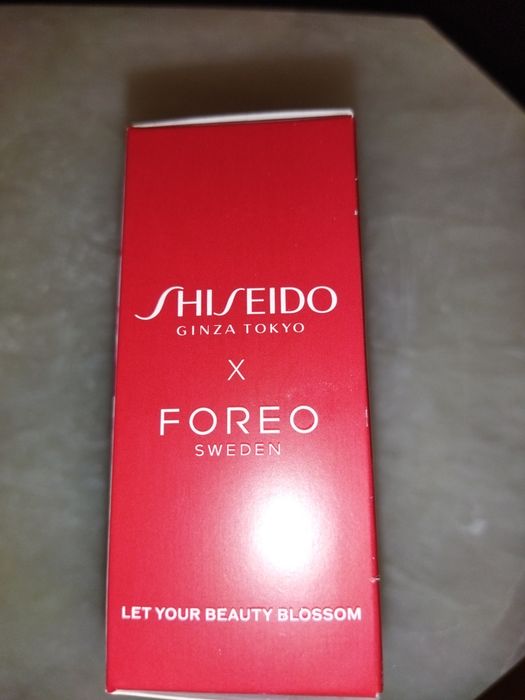 SHISEIDO
GINZA TOKYO
X
FOREO
SWEDEN
LET YOUR BEAUTY BLOSSOM